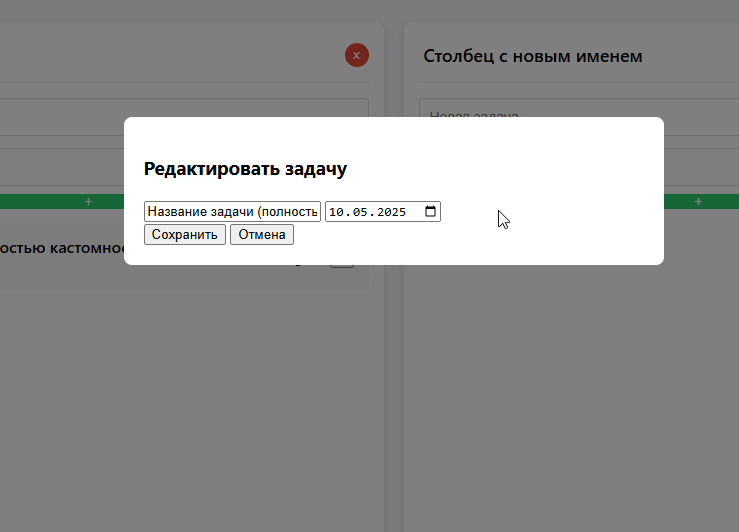 x
Столбец с новым именем
Новая задача
Редактировать задачу
Название задачи (полность
10.05.2025
Сохранить Отмена
+
+
остью кастомнос